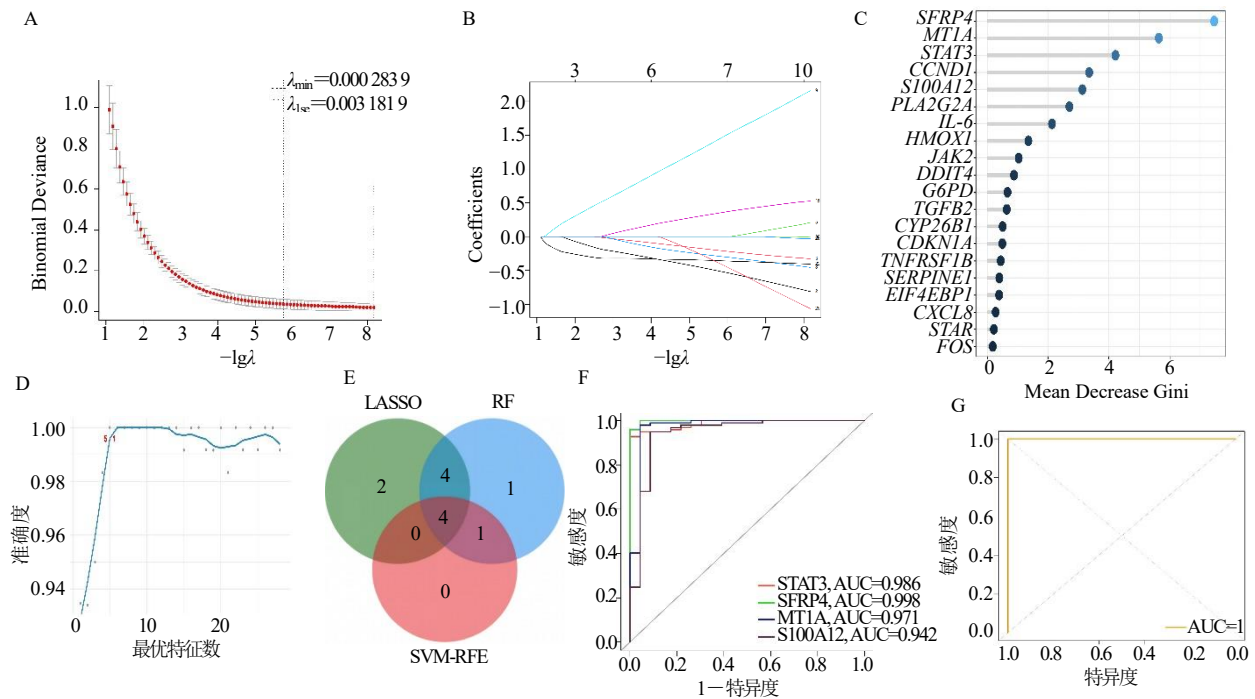 A
λmin=0.000 283 9
λlse=0.003 181 9
1.0
0.8
0.6
0.4
0.2
0.0
Binomial Deviance
1 2 3 4 5 6 7 8
−lgλ
B
3 6 7 10
2.0
1.5
1.0
0.5
0.0
−0.5
−1.0
Coefficients
1 2 3 4 5 6 7 8
−lgλ
C
SFRP4
MT1A
STAT3
CCND1
S100A12
PLA2G2A
IL-6
HMOX1
JAK2
DDIT4
G6PD
TGFB2
CYP26B1
CDKN1A
TNFRSF1B
SERPINE1
EIF4EBP1
CXCL8
STAR
FOS
0 2 4 6
Mean Decrease Gini
D
1.00
0.98
0.96
0.94
准确度
0 10 20
最优特征数
E
LASSO RF
2 4 1
4
0 1
0
SVM-RFE
F
1.0
0.8
0.6
0.4
0.2
0.0
敏感度
STAT3, AUC=0.986
SFRP4, AUC=0.998
MT1A, AUC=0.971
S100A12, AUC=0.942
0.0 0.2 0.4 0.6 0.8 1.0
1−特异度
G
1.0
0.8
0.6
0.4
0.2
0.0
敏感度
AUC=1
1.0 0.8 0.6 0.4 0.2 0.0
特异度